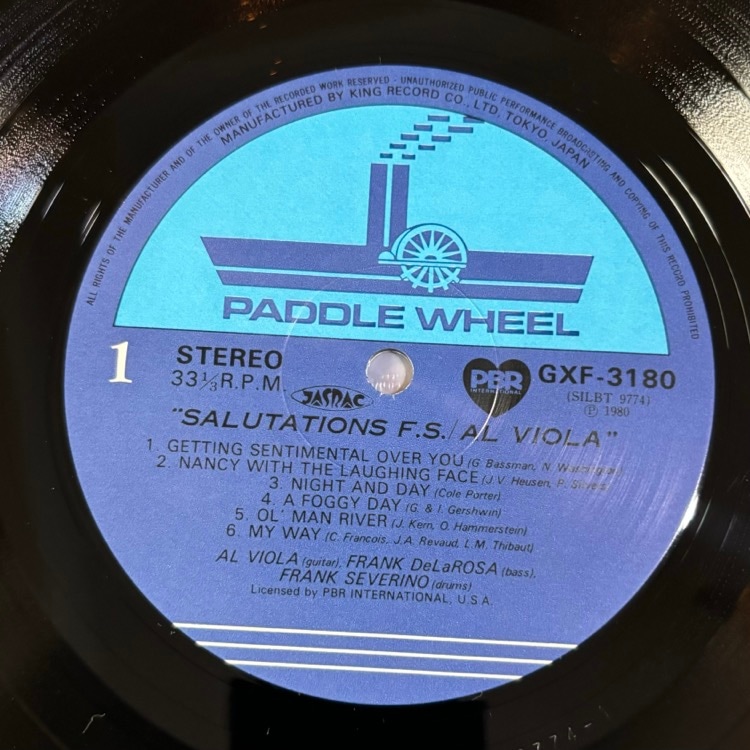 ALL RIGHTS OF THE MANUFACTURER AND OF THE OWNER OF THE RECORDED WORK RESERVED - UNAUTHORIZED PUBLIC PERFORMANCE BROADCASTING AND COPYING OF THIS RECORD PROHIBITED
MANUFACTURED BY KING RECORD CO., LTD. TOKYO JAPAN
PADDLE WHEEL
1
STEREO
33⅓ R.P.M.
JASRAC
PBR
INTERNATIONAL
GXF-3180
(SILBT 9774)
Ⓟ 1980
"SALUTATIONS F.S./AL VIOLA"
1. GETTING SENTIMENTAL OVER YOU (G. Bassman, N. Washington)
2. NANCY WITH THE LAUGHING FACE (J.V. Heusen, P. Silvers)
3. NIGHT AND DAY (Cole Porter)
4. A FOGGY DAY (G. & I. Gershwin)
5. OL' MAN RIVER (J. Kern, O. Hammerstein)
6. MY WAY (C. Francois, J.A. Revaud, L.M. Thibaut)
AL VIOLA (guitar), FRANK DeLaROSA (bass),
FRANK SEVERINO (drums)
Licensed by PBR INTERNATIONAL, U.S.A.